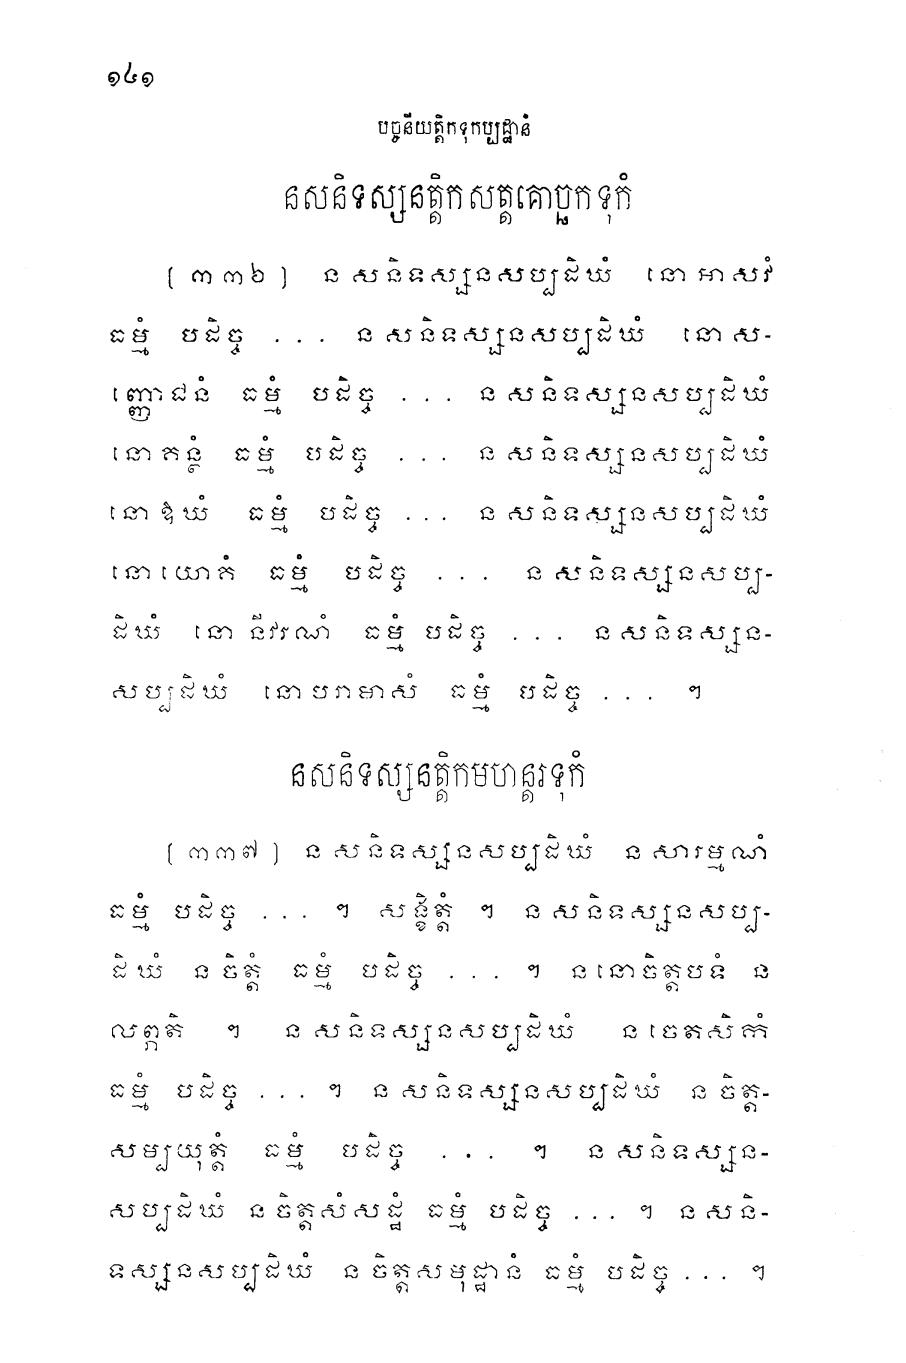 ១៤១
បច្ចនីយត្តិកទុកប្បដ្ឋានំ
នសនិទស្សនត្តិកសត្តគោច្ឆកទុកំ
(៣៣៦) ន សនិទស្សនសប្បដិឃំ នោ អាសវំ
ធម្មំ បដិច្ច ... ន សនិទស្សនសប្បដិឃំ នោ ស-
ញ្ញោជនំ ធម្មំ បដិច្ច ... ន សនិទស្សនសប្បដិឃំ
នោ គន្ថំ ធម្មំ បដិច្ច ... ន សនិទស្សនសប្បដិឃំ
នោ ឱឃំ ធម្មំ បដិច្ច ... ន សនិទស្សនសប្បដិឃំ
នោ យោគំ ធម្មំ បដិច្ច ... ន សនិទស្សនសប្ប-
ដិឃំ នោ នីវរណំ ធម្មំ បដិច្ច ... ន សនិទស្សន-
សប្បដិឃំ នោ បរាមាសំ ធម្មំ បដិច្ច ... ។
នសនិទស្សនត្តិកមហន្តរទុកំ
(៣៣៧) ន សនិទស្សនសប្បដិឃំ ន សារម្មណំ
ធម្មំ បដិច្ច ... ។ សង្ខិត្តំ ។ ន សនិទស្សនសប្ប-
ដិឃំ ន ចិត្តំ ធម្មំ បដិច្ច ... ។ ន នោចិត្តបទំ ន
លព្ភតិ ។ ន សនិទស្សនសប្បដិឃំ ន ចេតសិកំ
ធម្មំ បដិច្ច ... ។ ន សនិទស្សនសប្បដិឃំ ន ចិត្ត-
សម្បយុត្តំ ធម្មំ បដិច្ច ... ។ ន សនិទស្សន-
សប្បដិឃំ ន ចិត្តសំសដ្ឋំ ធម្មំ បដិច្ច ... ។ ន សនិ-
ទស្សនសប្បដិឃំ ន ចិត្តសមុដ្ឋានំ ធម្មំ បដិច្ច ... ។